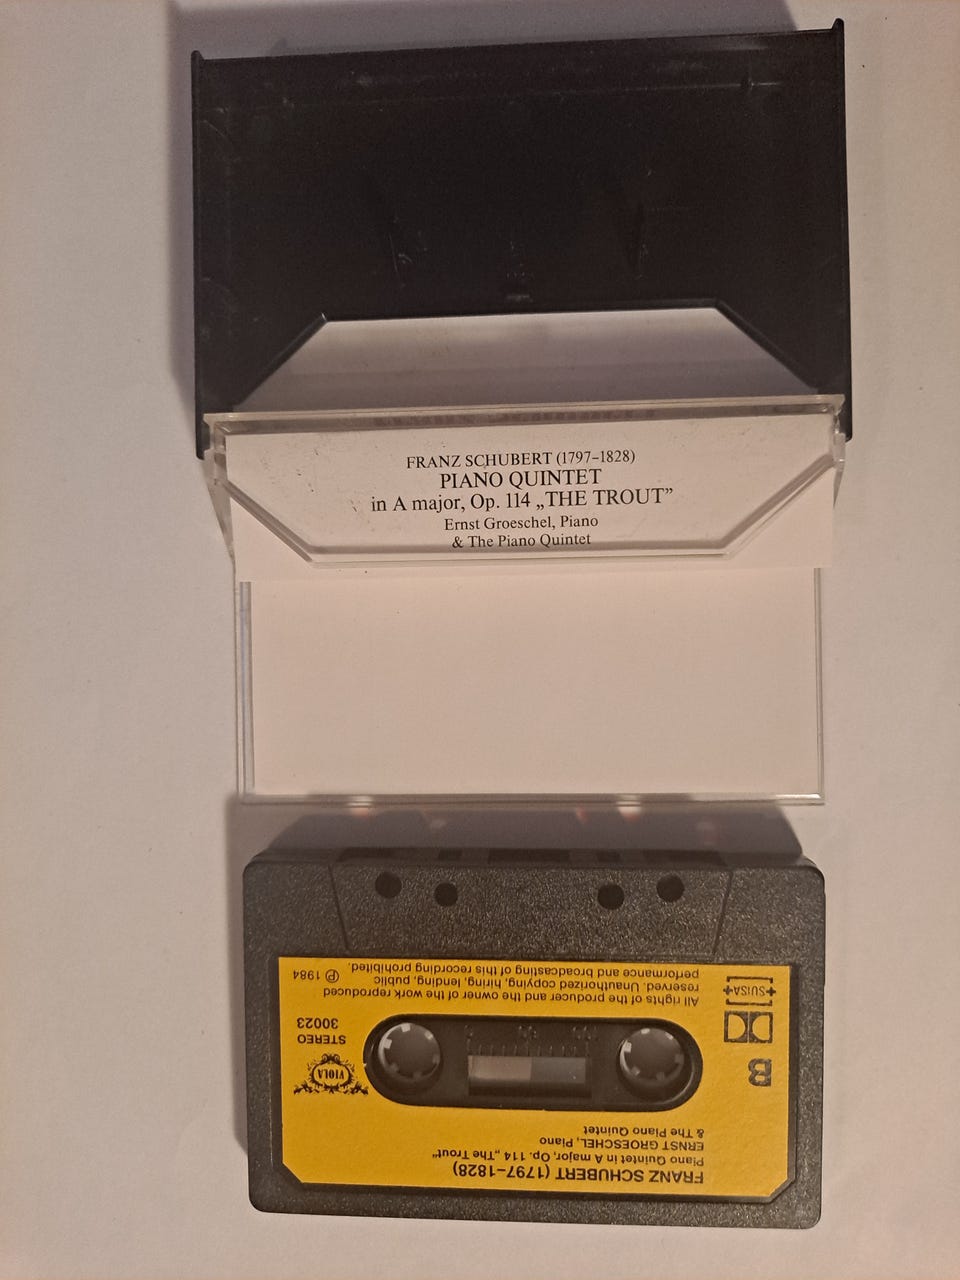 FRANZ SCHUBERT (1797–1828)
PIANO QUINTET
in A major, Op. 114 „THE TROUT”
Ernst Groeschel, Piano
& The Piano Quintet
FRANZ SCHUBERT (1797–1828)
Piano Quintet in A major, Op. 114 „The Trout“
ERNST GROESCHEL, Piano
& The Piano Quintet
B
VIOLA
STEREO
30023
SUISA
All rights of the producer and the owner of the work reproduced
reserved. Unauthorized copying, hiring, lending, public
performance and broadcasting of this recording prohibited.
℗ 1984